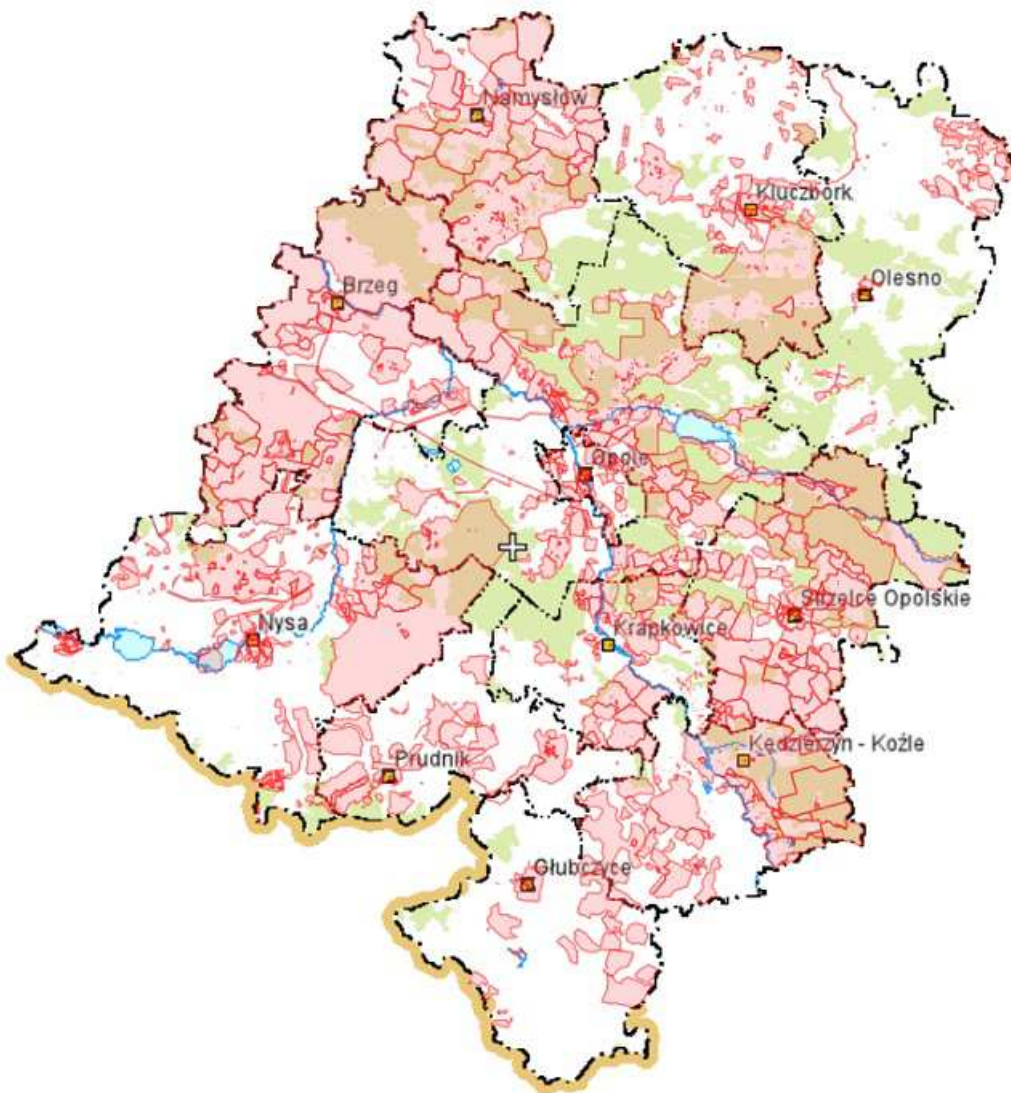 Namysłów
Kluczbork
Olesno
Brzeg
Opole
Strzelce Opolskie
Nysa
Krapkowice
Kędzierzyn - Koźle
Prudnik
Głubczyce